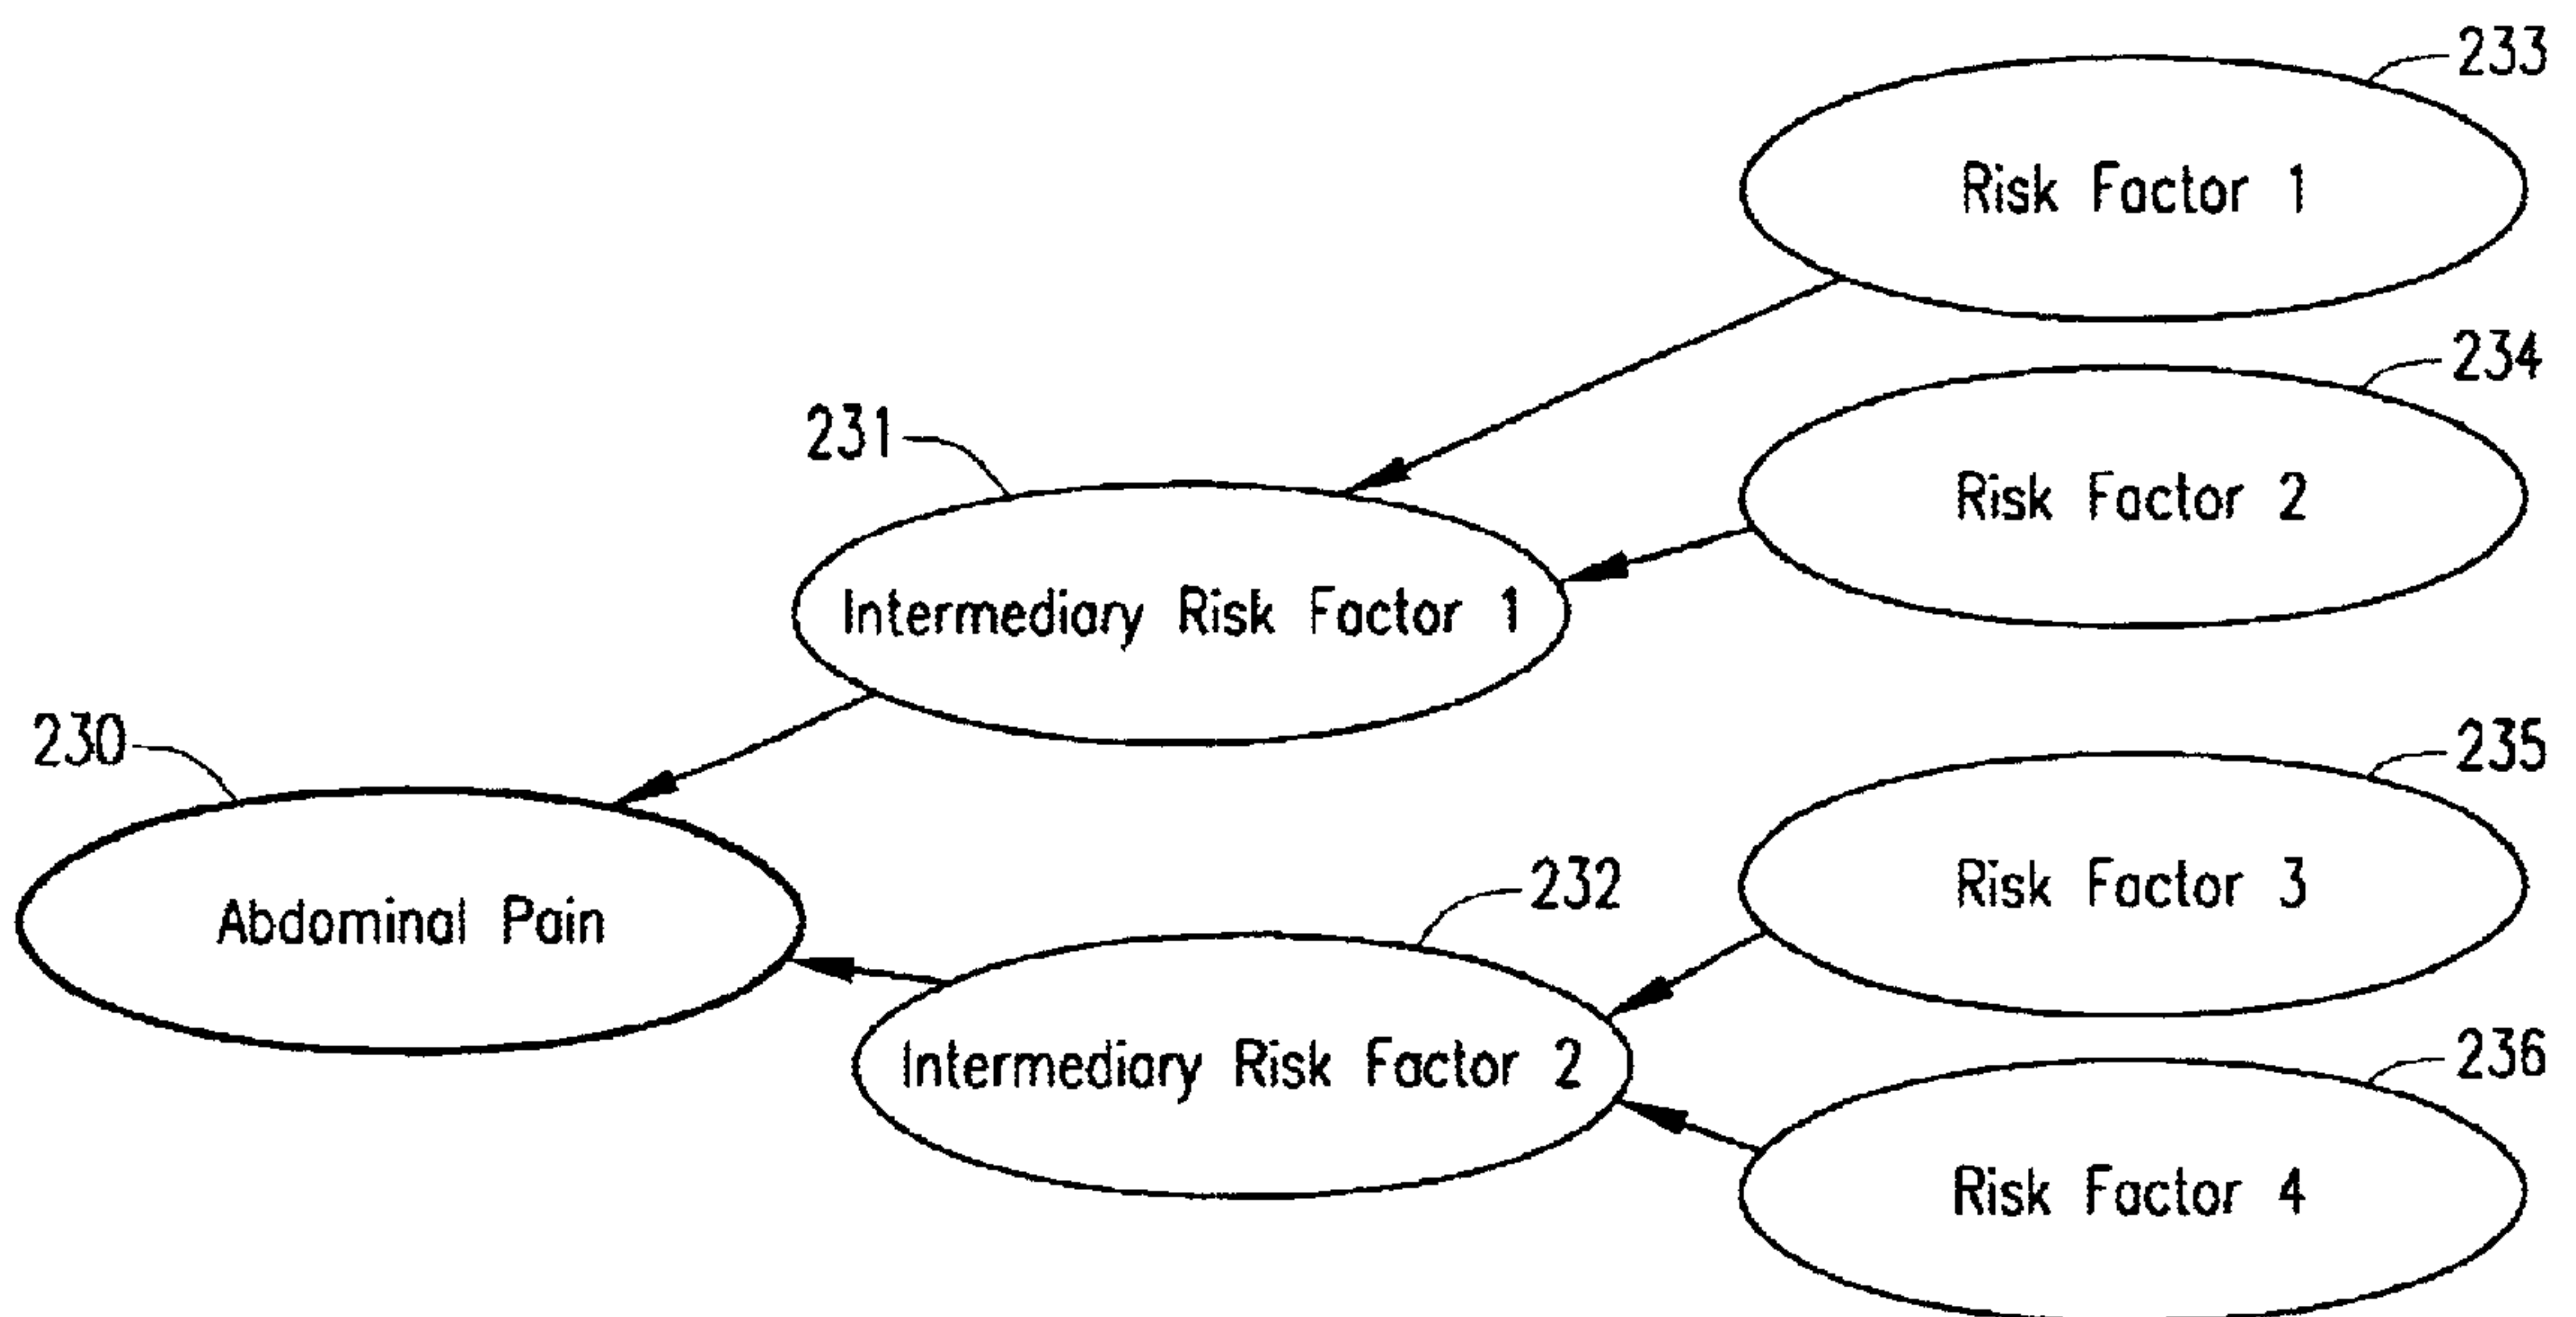 233
Risk Factor 1
234
231
Risk Factor 2
Intermediary Risk Factor 1
230
235
232
Risk Factor 3
Abdominal Pain
236
Intermediary Risk Factor 2
Risk Factor 4